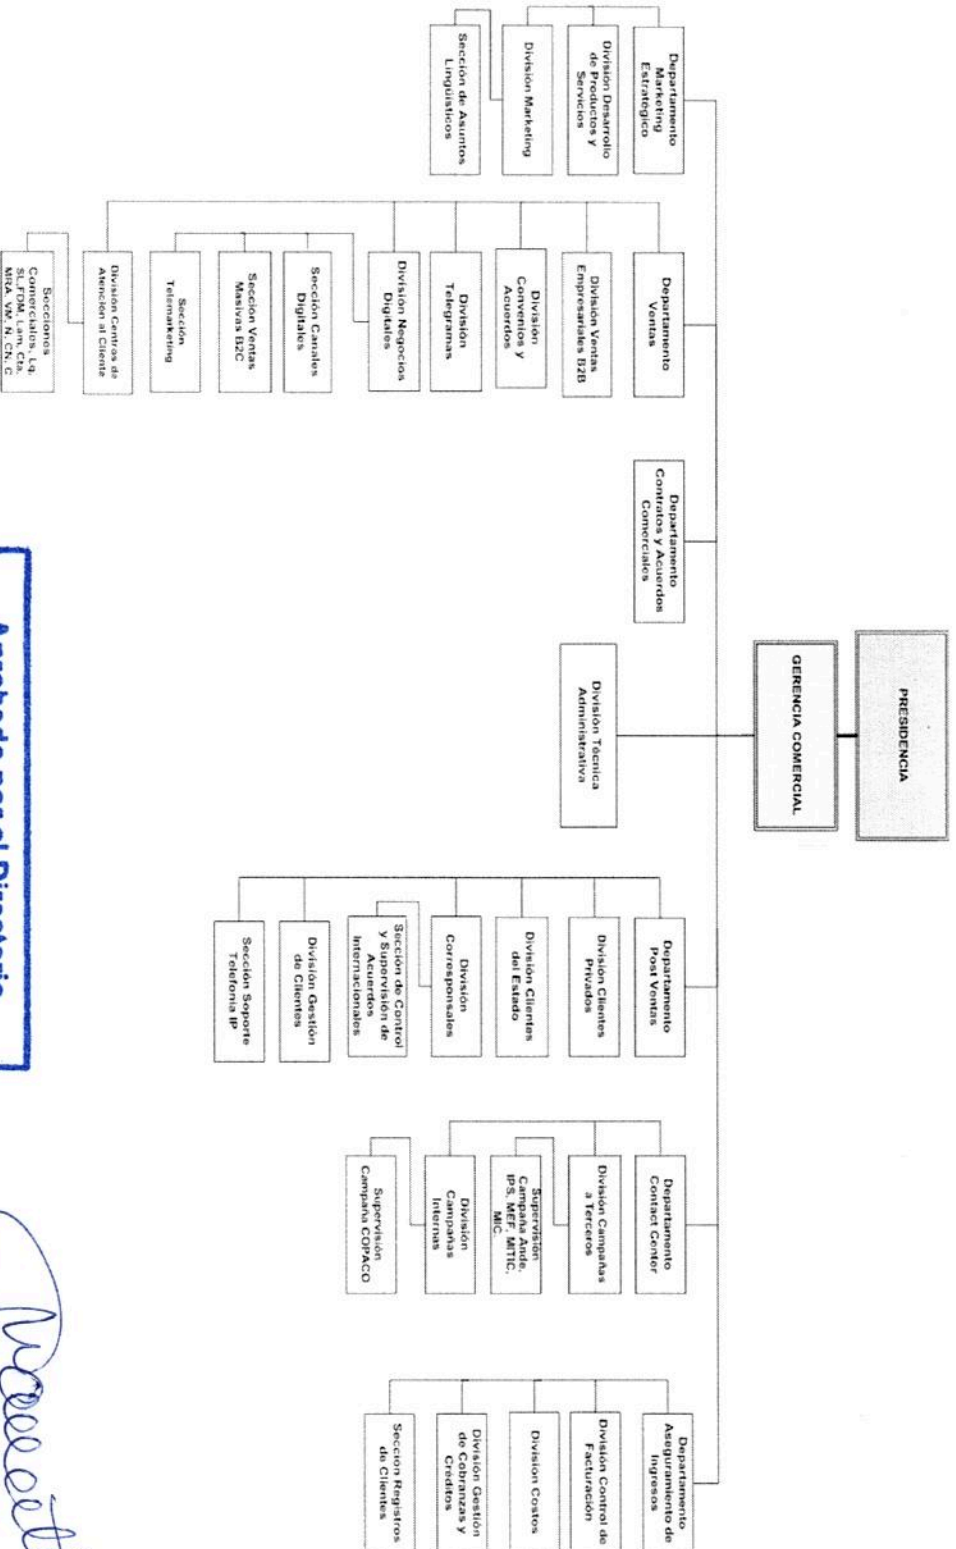 PRESIDENCIA
GERENCIA COMERCIAL
División Técnica
Administrativa
Departamento
Marketing
Estratégico
División Desarrollo
de Productos y
Servicios
División Marketing
Sección de Asuntos
Lingüísticos
Departamento
Ventas
División Ventas
Empresariales B2B
División
Convenios y
Acuerdos
División
Telegramas
División Negocios
Digitales
Sección Canales
Digitales
Sección Ventas
Masivas B2C
Sección
Telemarketing
División Centros de
Atención al Cliente
Secciones
Comerciales, Lq,
SL,FDM, Lam, Cta.
MRA, VM, N, CN, C
Departamento
Contratos y Acuerdos
Comerciales
Departamento
Post Ventas
División Clientes
Privados
División Clientes
del Estado
División
Corresponsales
Sección de Control
y Supervisión de
Acuerdos
Internacionales
División Gestión
de Clientes
Sección Soporte
Telefonía IP
Departamento
Contact Center
División Campañas
a Terceros
Supervisión
Campaña Ande,
IPS, MEF, MITIC,
MIC.
División
Campañas
Internas
Supervisión
Campaña COPACO
Departamento
Aseguramiento de
Ingresos
División Control de
Facturación
División Costos
División Gestión
de Cobranzas y
Créditos
Sección Registros
de Clientes
Aprobado por el Directorio